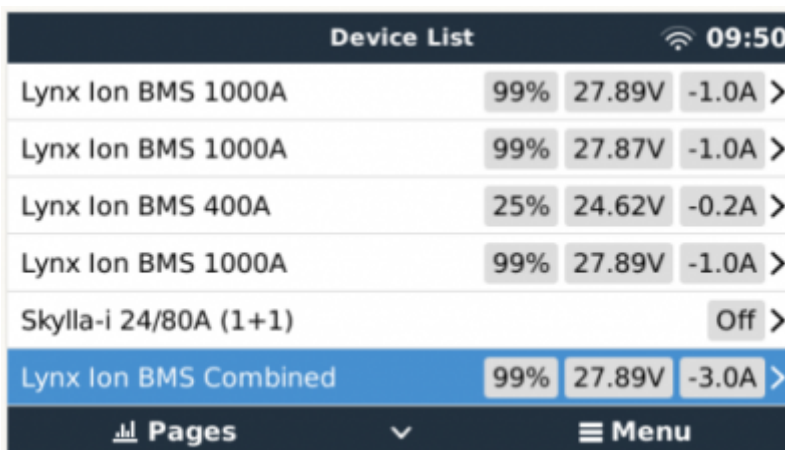 Device List 09:50
Lynx Ion BMS 1000A 99% 27.89V -1.0A
Lynx Ion BMS 1000A 99% 27.87V -1.0A
Lynx Ion BMS 400A 25% 24.62V -0.2A
Lynx Ion BMS 1000A 99% 27.89V -1.0A
Skylla-i 24/80A (1+1) Off
Lynx Ion BMS Combined 99% 27.89V -3.0A
Pages Menu